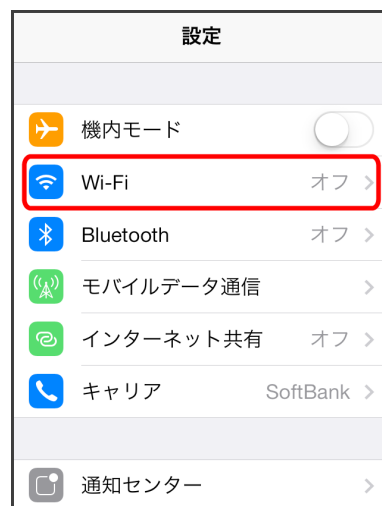 設定
機内モード
Wi-Fi オフ
Bluetooth オフ
モバイルデータ通信
インターネット共有 オフ
キャリア SoftBank
通知センター